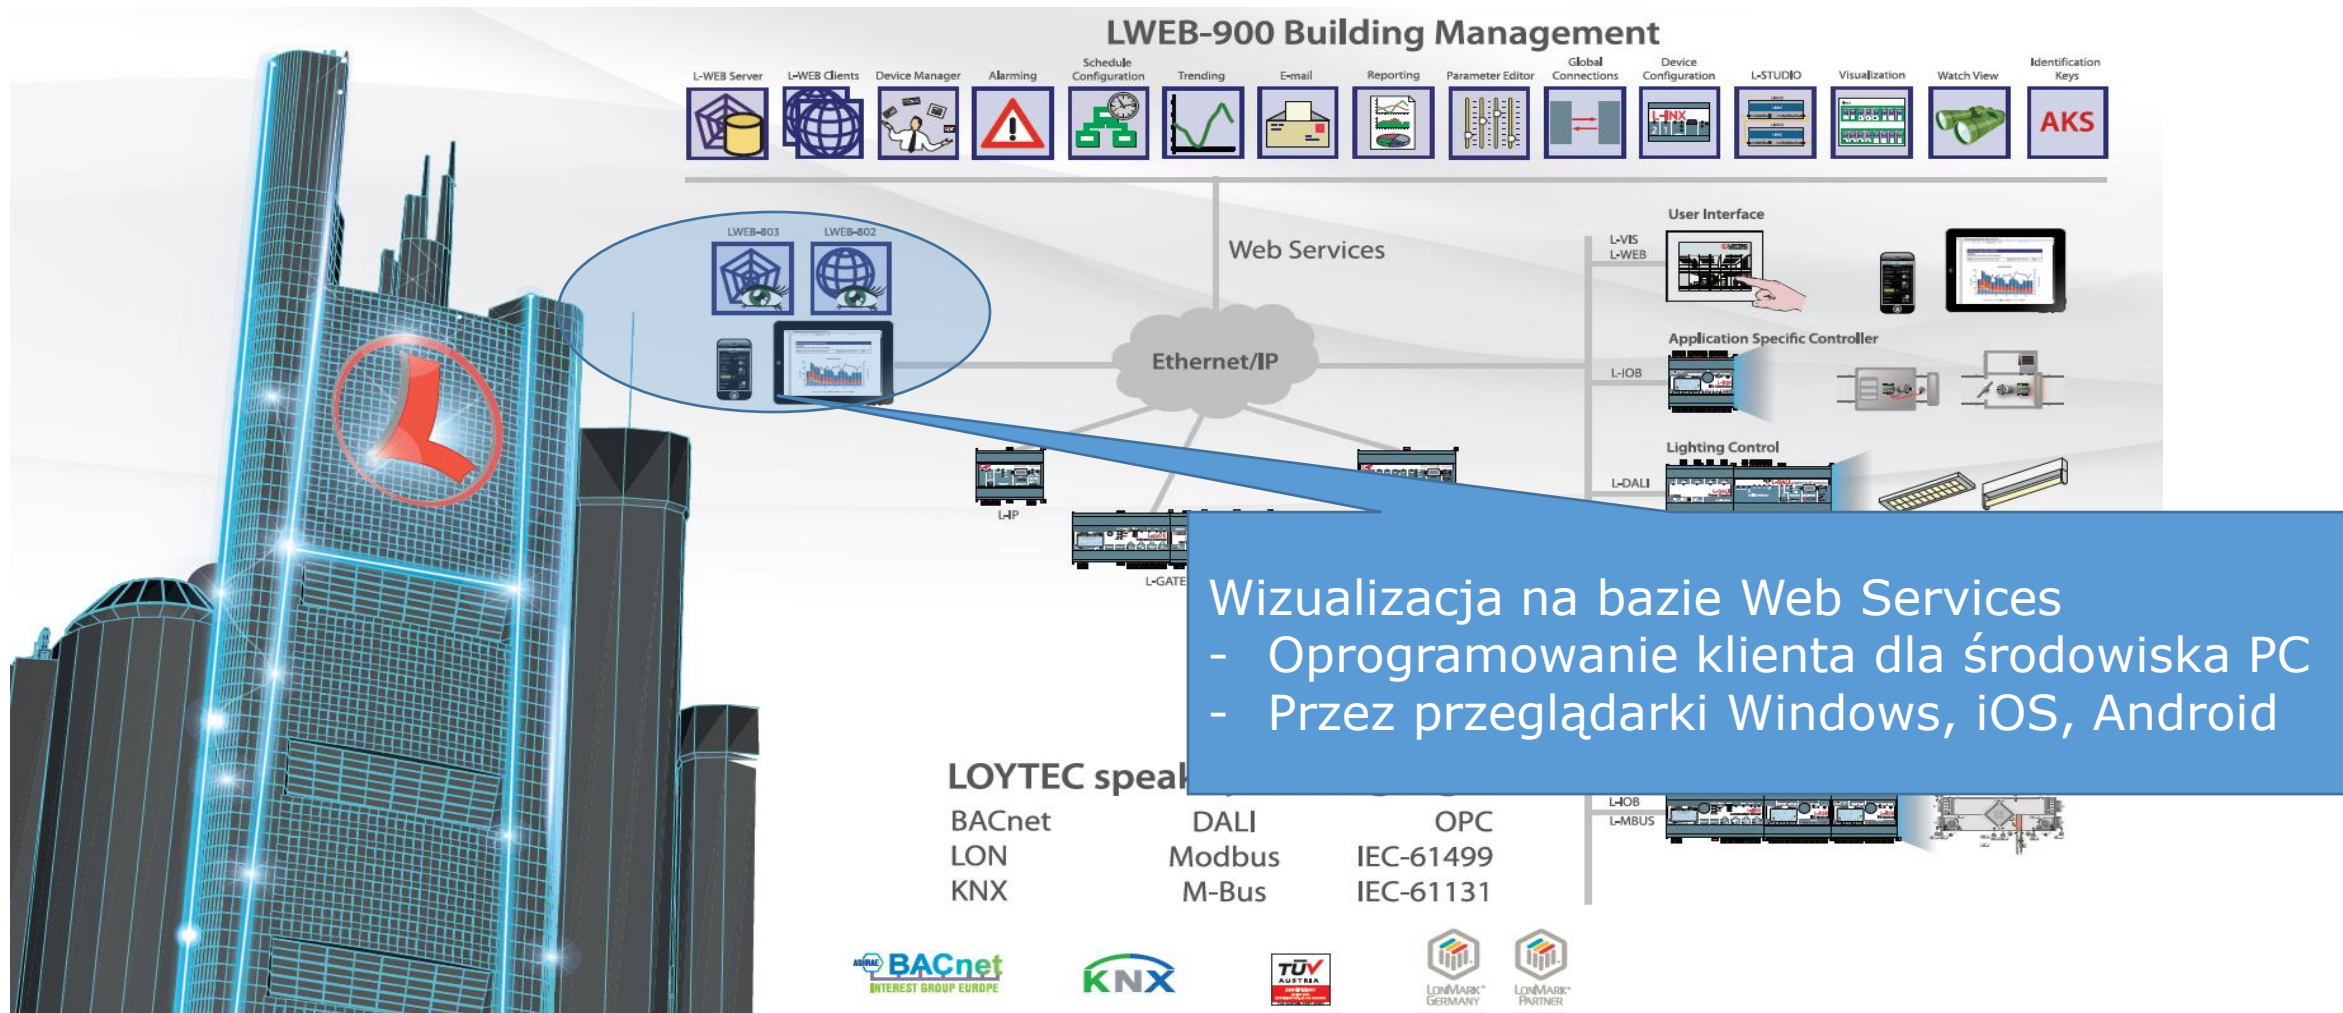 LWEB-900 Building Management
L-WEB Server
L-WEB Clients
Device Manager
Alarming
Schedule
Configuration
Trending
E-mail
Reporting
Parameter Editor
Global
Connections
Device
Configuration
L-STUDIO
Visualization
Watch View
Identification
Keys
L-INX
AKS
LWEB-803
LWEB-802
Web Services
Ethernet/IP
User Interface
L-VIS
L-WEB
Application Specific Controller
L-IOB
Lighting Control
L-DALI
L-IP
L-GATE
Wizualizacja na bazie Web Services
- Oprogramowanie klienta dla środowiska PC
- Przez przeglądarki Windows, iOS, Android
LOYTEC
L-IOB
L-MBUS
BACnet
DALI
OPC
LON
Modbus
IEC-61499
KNX
M-Bus
IEC-61131
ASHRAE BACnet
INTEREST GROUP EUROPE
KNX
TÜV
AUSTRIA
LONMARK®
GERMANY
LONMARK®
PARTNER